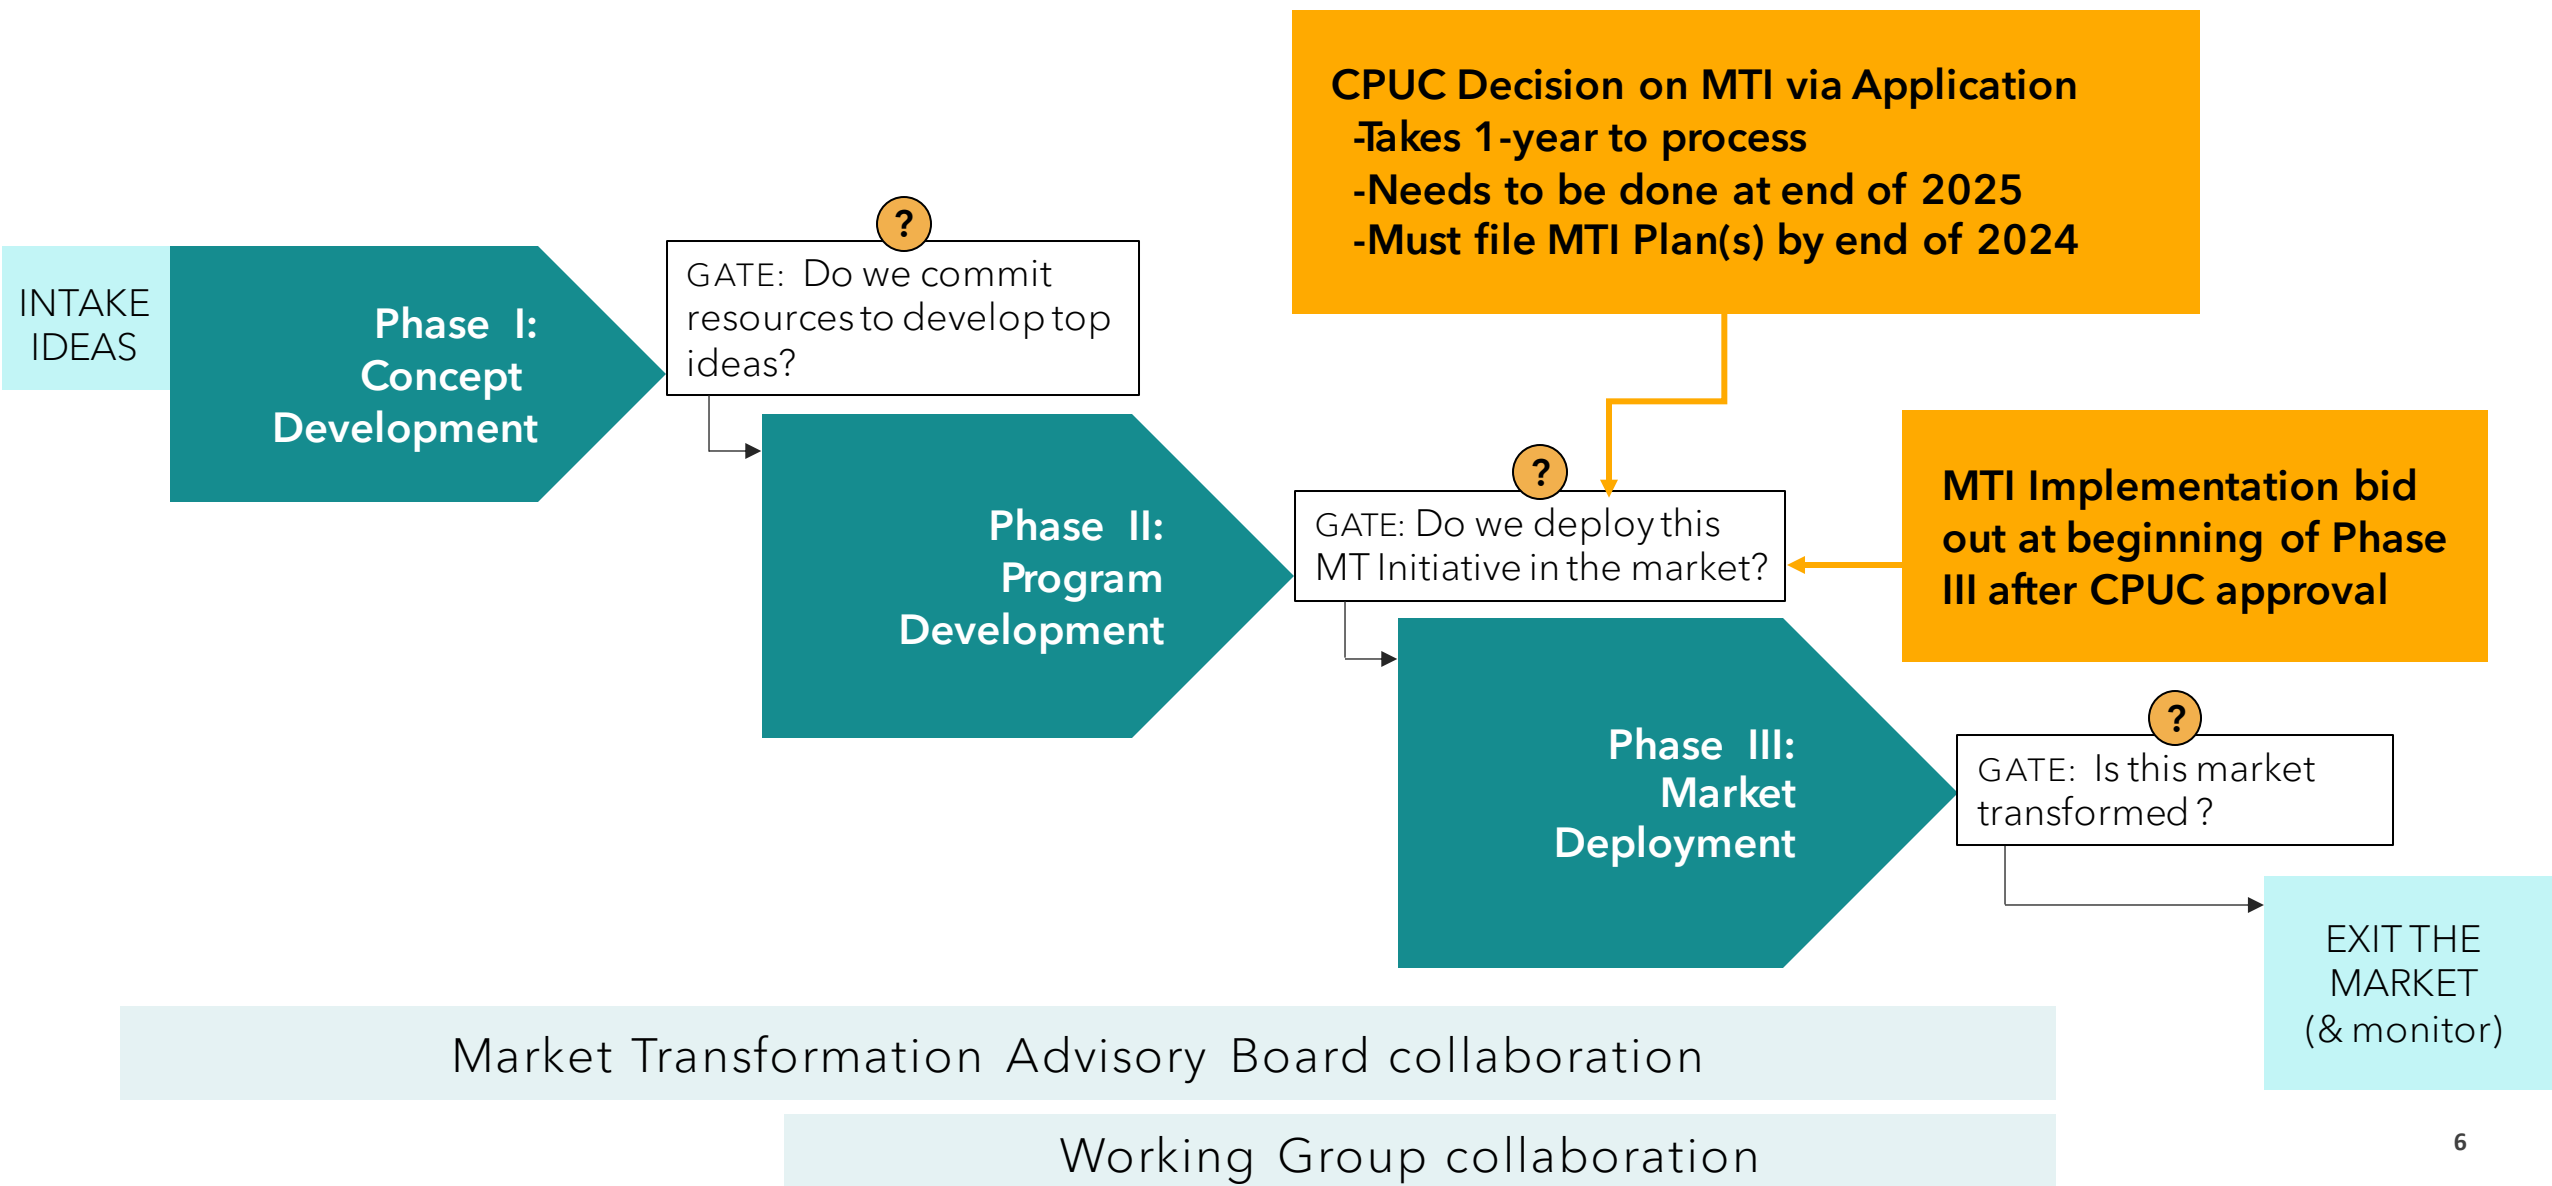 CPUC Decision on MTI via Application
-Takes 1-year to process
-Needs to be done at end of 2025
-Must file MTI Plan(s) by end of 2024
INTAKE
IDEAS
Phase I:
Concept
Development
?
GATE: Do we commit
resources to develop top
ideas?
Phase II:
Program
Development
?
GATE: Do we deploy this
MT Initiative in the market?
MTI Implementation bid
out at beginning of Phase
III after CPUC approval
Phase III:
Market
Deployment
?
GATE: Is this market
transformed?
EXIT THE
MARKET
(& monitor)
Market Transformation Advisory Board collaboration
Working Group collaboration
6